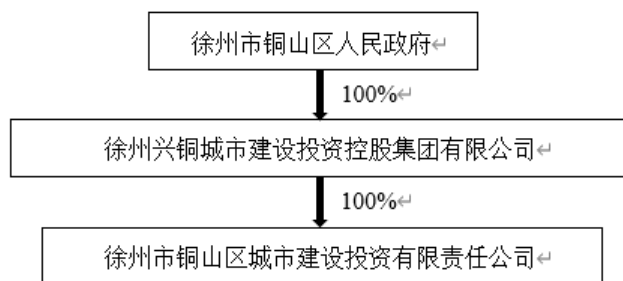 徐州市铜山区人民政府↵
100%↵
徐州兴铜城市建设投资控股集团有限公司↵
100%↵
徐州市铜山区城市建设投资有限责任公司↵